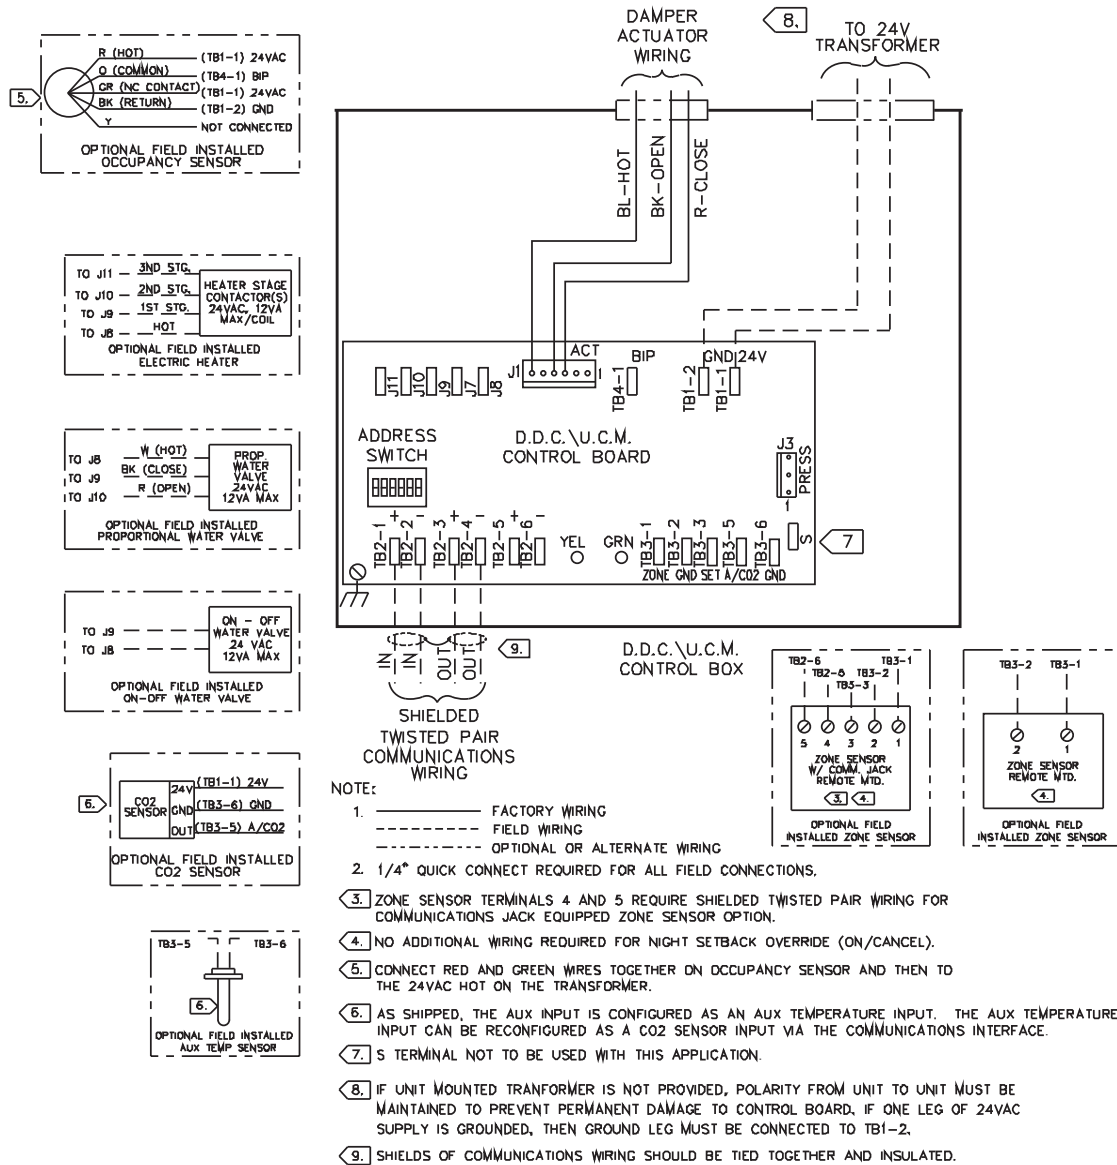 DAMPER
ACTUATOR
WIRING
8.
TO 24V
TRANSFORMER
5.
R (HOT)
(TB1-1) 24VAC
O (COMMON)
(TB4-1) BIP
GR (NC CONTACT)
(TB1-1) 24VAC
BK (RETURN)
(TB1-2) GND
Y
NOT CONNECTED
OPTIONAL FIELD INSTALLED
OCCUPANCY SENSOR
BL-HOT
BK-OPEN
R-CLOSE
TO J11
3RD STG.
TO J10
2ND STG.
TO J9
1ST STG.
TO J8
HOT
HEATER STAGE
CONTACTOR(S)
24VAC, 12VA
MAX/COIL
OPTIONAL FIELD INSTALLED
ELECTRIC HEATER
J11
J10
J9
J7
J8
J1
ACT
1
BIP
TB4-1
GND
24V
TB1-2
TB1-1
ADDRESS
SWITCH
D.D.C.\U.C.M.
CONTROL BOARD
J3
PRESS
1
TO J8
W (HOT)
TO J9
BK (CLOSE)
TO J10
R (OPEN)
PROP.
WATER
VALVE
24VAC
12VA MAX
OPTIONAL FIELD INSTALLED
PROPORTIONAL WATER VALVE
+
-
+
-
+
-
TB2-1
TB2-2
TB2-3
TB2-4
TB2-5
TB2-6
YEL
GRN
TB3-1
TB3-2
TB3-3
TB3-5
TB3-6
S
7
ZONE GND SET A/CO2 GND
TO J9
TO J8
ON - OFF
WATER VALVE
24 VAC
12VA MAX
OPTIONAL FIELD INSTALLED
ON-OFF WATER VALVE
IN
IN
OUT
OUT
9.
D.D.C.\U.C.M.
CONTROL BOX
SHIELDED
TWISTED PAIR
COMMUNICATIONS
WIRING
TB2-6
TB2-5
TB3-3
TB3-2
TB3-1
5 4 3 2 1
ZONE SENSOR
W/ COMM. JACK
REMOTE MTD.
3.
4.
OPTIONAL FIELD
INSTALLED ZONE SENSOR
TB3-2
TB3-1
2 1
ZONE SENSOR
REMOTE MTD.
4.
OPTIONAL FIELD
INSTALLED ZONE SENSOR
6.
CO2
SENSOR
24V
(TB1-1) 24V
GND
(TB3-6) GND
OUT
(TB3-5) A/CO2
OPTIONAL FIELD INSTALLED
CO2 SENSOR
TB3-5
TB3-6
6.
OPTIONAL FIELD INSTALLED
AUX TEMP SENSOR
NOTE:
1.
FACTORY WIRING
FIELD WIRING
OPTIONAL OR ALTERNATE WIRING
2. 1/4" QUICK CONNECT REQUIRED FOR ALL FIELD CONNECTIONS.
3. ZONE SENSOR TERMINALS 4 AND 5 REQUIRE SHIELDED TWISTED PAIR WIRING FOR
COMMUNICATIONS JACK EQUIPPED ZONE SENSOR OPTION.
4. NO ADDITIONAL WIRING REQUIRED FOR NIGHT SETBACK OVERRIDE (ON/CANCEL).
5. CONNECT RED AND GREEN WIRES TOGETHER ON OCCUPANCY SENSOR AND THEN TO
THE 24VAC HOT ON THE TRANSFORMER.
6. AS SHIPPED, THE AUX INPUT IS CONFIGURED AS AN AUX TEMPERATURE INPUT. THE AUX TEMPERATURE
INPUT CAN BE RECONFIGURED AS A CO2 SENSOR INPUT VIA THE COMMUNICATIONS INTERFACE.
7. S TERMINAL NOT TO BE USED WITH THIS APPLICATION.
8. IF UNIT MOUNTED TRANFORMER IS NOT PROVIDED, POLARITY FROM UNIT TO UNIT MUST BE
MAINTAINED TO PREVENT PERMANENT DAMAGE TO CONTROL BOARD. IF ONE LEG OF 24VAC
SUPPLY IS GROUNDED, THEN GROUND LEG MUST BE CONNECTED TO TB1-2.
9. SHIELDS OF COMMUNICATIONS WIRING SHOULD BE TIED TOGETHER AND INSULATED.